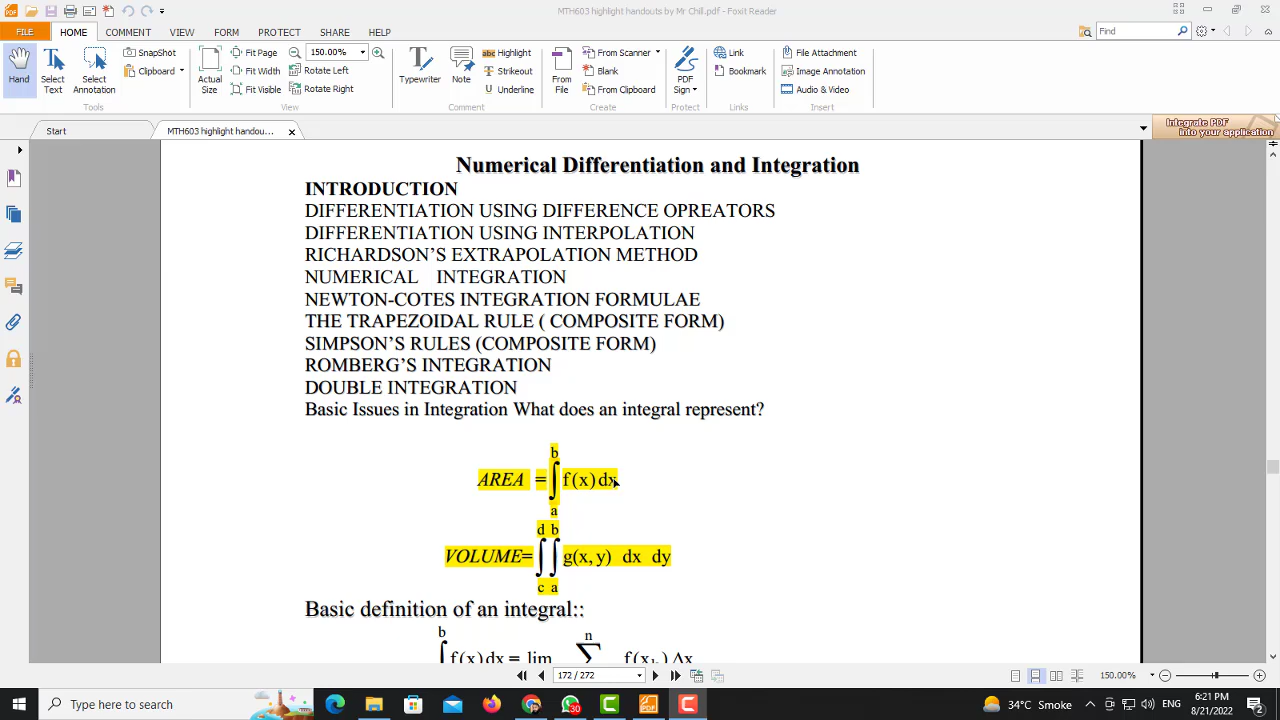 MTH603 highlight handouts by Mr Chill.pdf - Foxit Reader
FILE HOME COMMENT VIEW FORM PROTECT SHARE HELP
Find
Hand
Select Text
Select Annotation
SnapShot
Clipboard
Tools
Actual Size
Fit Page
Fit Width
Fit Visible
150.00%
Rotate Left
Rotate Right
View
Typewriter
Note
Highlight
Strikeout
Underline
Comment
From File
From Scanner
Blank
From Clipboard
Create
PDF Sign
Protect
Link
Bookmark
Links
File Attachment
Image Annotation
Audio & Video
Insert
Start
MTH603 highlight handou...
Integrate PDF
into your application
Numerical Differentiation and Integration
INTRODUCTION
DIFFERENTIATION USING DIFFERENCE OPREATORS
DIFFERENTIATION USING INTERPOLATION
RICHARDSON’S EXTRAPOLATION METHOD
NUMERICAL INTEGRATION
NEWTON-COTES INTEGRATION FORMULAE
THE TRAPEZOIDAL RULE ( COMPOSITE FORM)
SIMPSON’S RULES (COMPOSITE FORM)
ROMBERG’S INTEGRATION
DOUBLE INTEGRATION
Basic Issues in Integration What does an integral represent?
b
AREA = ∫ f (x) dx
a
d b
VOLUME= ∫ ∫ g(x, y) dx dy
c a
Basic definition of an integral::
b n
∫ f (x) dx = lim ∑ f (xₖ) Δx
172 / 272
150.00%
Type here to search
30
34°C Smoke
6:21 PM
8/21/2022
2